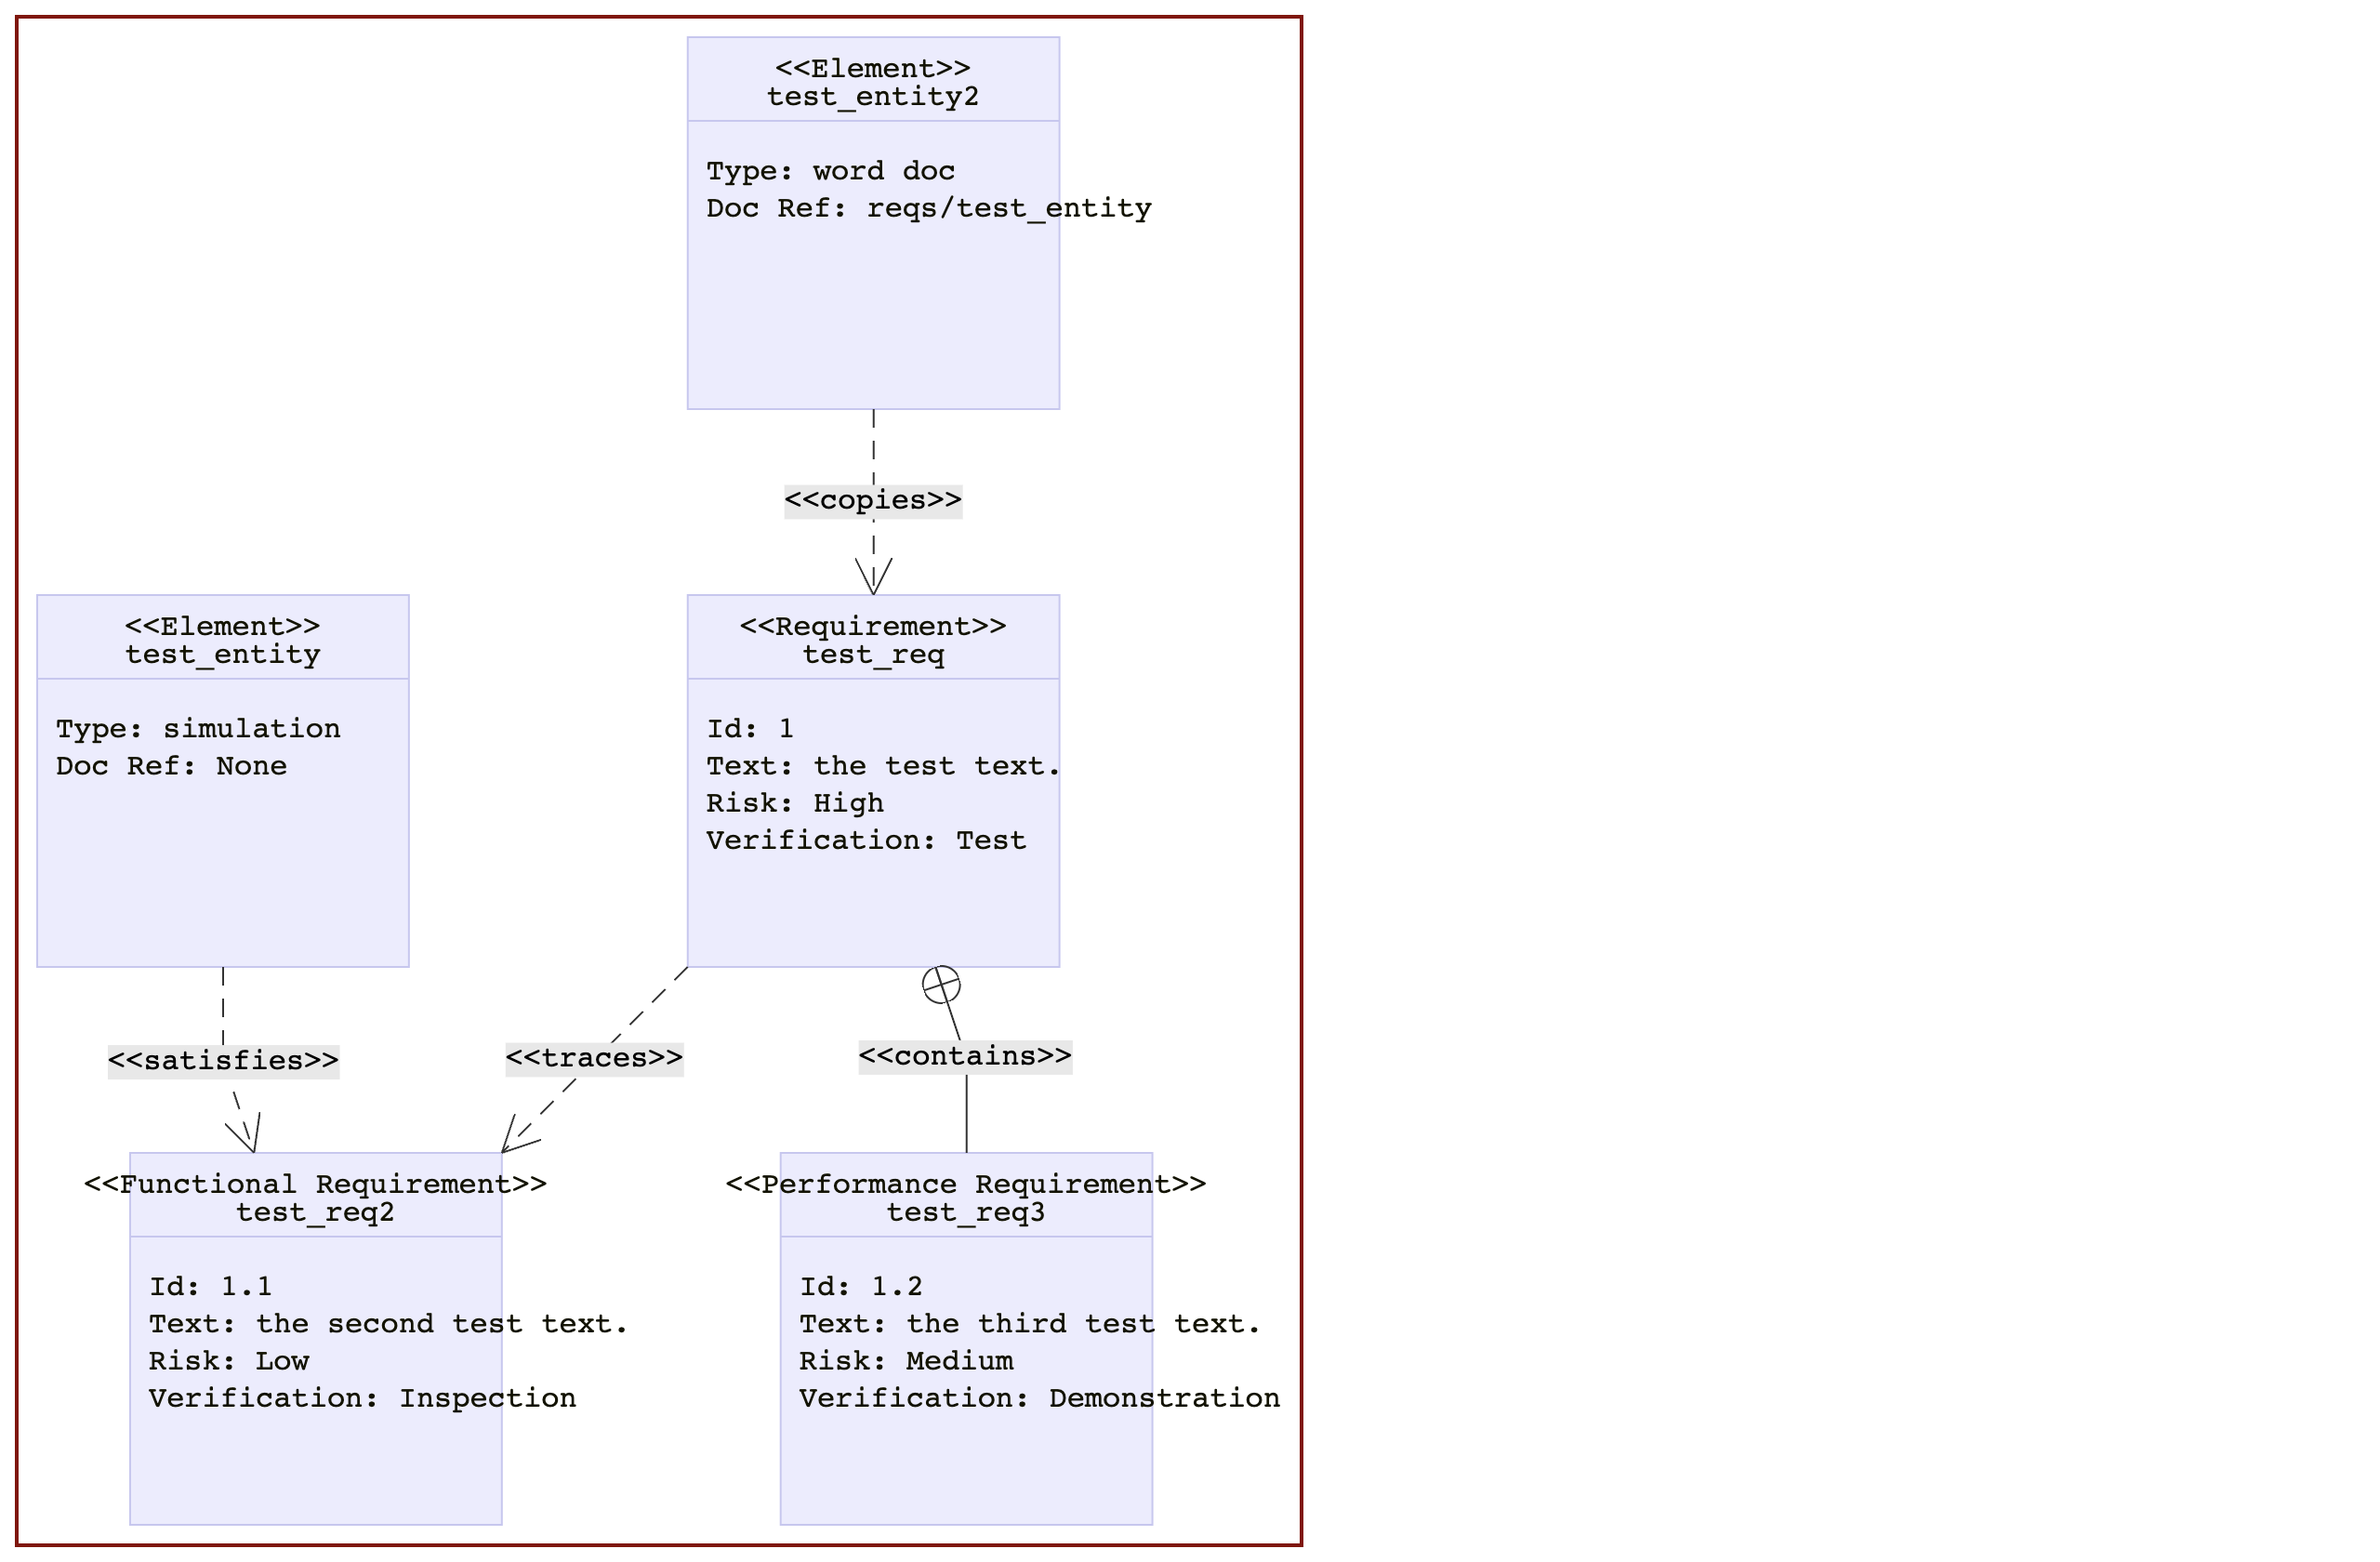 <<Element>>
test_entity2
Type: word doc
Doc Ref: reqs/test_entity
<<copies>>
<<Element>>
test_entity
Type: simulation
Doc Ref: None
<<Requirement>>
test_req
Id: 1
Text: the test text.
Risk: High
Verification: Test
<<satisfies>>
<<traces>>
<<contains>>
<<Functional Requirement>>
test_req2
Id: 1.1
Text: the second test text.
Risk: Low
Verification: Inspection
<<Performance Requirement>>
test_req3
Id: 1.2
Text: the third test text.
Risk: Medium
Verification: Demonstration